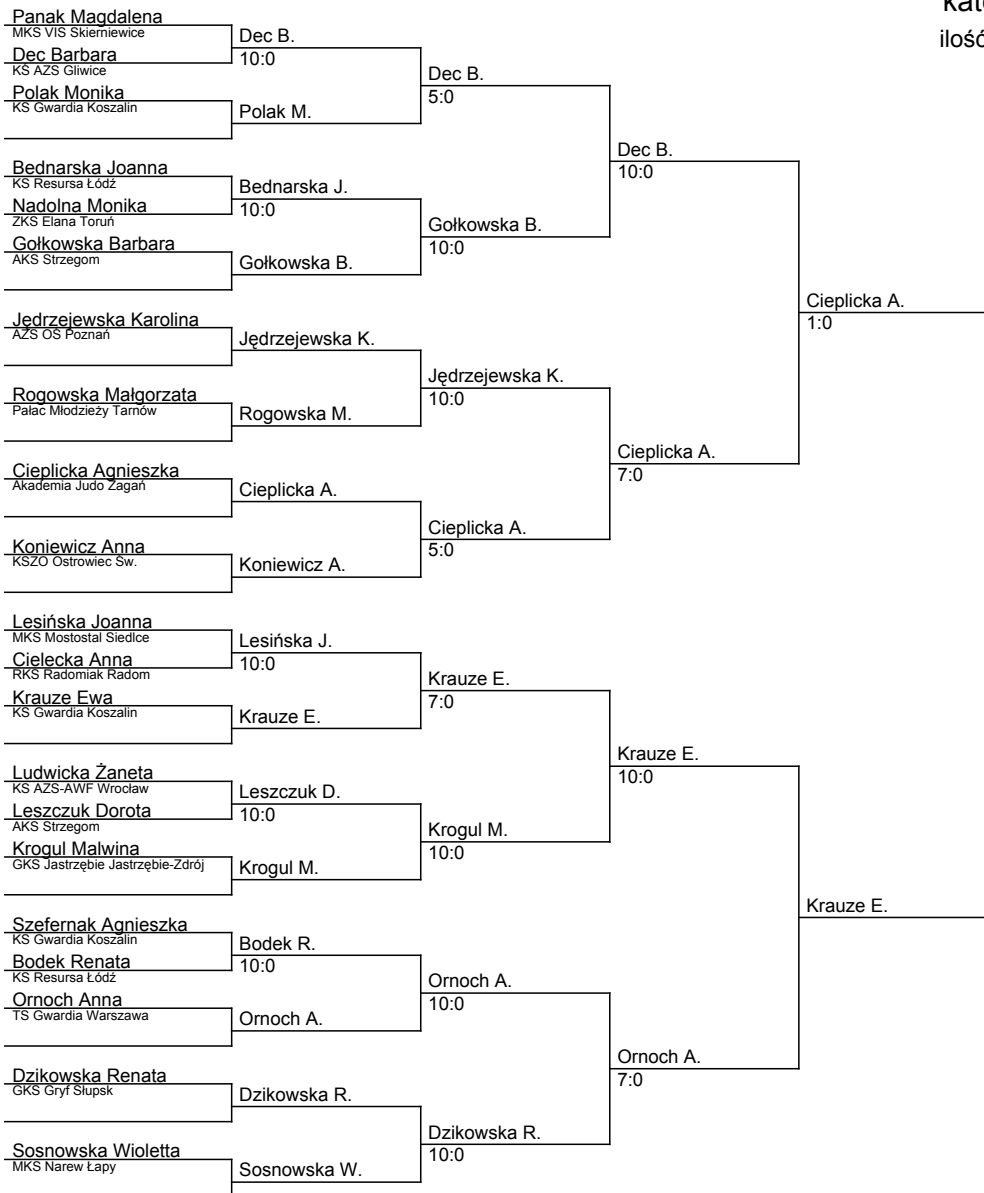 kat
ilość
Panak Magdalena
MKS VIS Skierniewice
Dec Barbara
KS AZS Gliwice
Polak Monika
KS Gwardia Koszalin
Bednarska Joanna
KS Resursa Łódź
Nadolna Monika
ZKS Elana Toruń
Gołkowska Barbara
AKS Strzegom
Jędrzejewska Karolina
AZS OŚ Poznań
Rogowska Małgorzata
Pałac Młodzieży Tarnów
Cieplicka Agnieszka
Akademia Judo Żagań
Koniewicz Anna
KSZO Ostrowiec Św.
Lesińska Joanna
MKS Mostostal Siedlce
Cielecka Anna
RKS Radomiak Radom
Krauze Ewa
KS Gwardia Koszalin
Ludwicka Żaneta
KS AZS-AWF Wrocław
Leszczuk Dorota
AKS Strzegom
Krogul Malwina
GKS Jastrzębie Jastrzębie-Zdrój
Szefernak Agnieszka
KS Gwardia Koszalin
Bodek Renata
KS Resursa Łódź
Ornoch Anna
TS Gwardia Warszawa
Dzikowska Renata
GKS Gryf Słupsk
Sosnowska Wioletta
MKS Narew Łapy
Dec B.
10:0
Polak M.
Bednarska J.
10:0
Gołkowska B.
Jędrzejewska K.
Rogowska M.
Cieplicka A.
Koniewicz A.
Lesińska J.
10:0
Krauze E.
Leszczuk D.
10:0
Krogul M.
Bodek R.
10:0
Ornoch A.
Dzikowska R.
Sosnowska W.
Dec B.
5:0
Gołkowska B.
10:0
Jędrzejewska K.
10:0
Cieplicka A.
5:0
Krauze E.
7:0
Krogul M.
10:0
Ornoch A.
10:0
Dzikowska R.
10:0
Dec B.
10:0
Cieplicka A.
7:0
Krauze E.
10:0
Ornoch A.
7:0
Cieplicka A.
1:0
Krauze E.